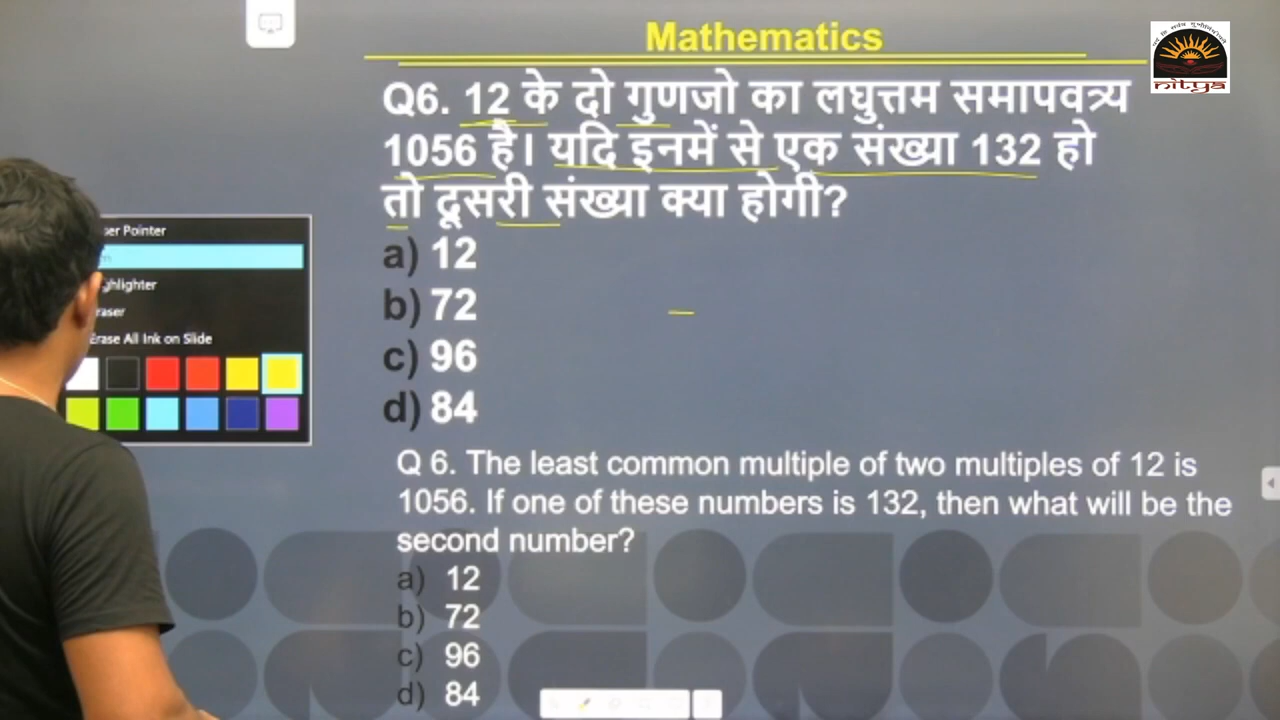 Mathematics
nitya
Q6. 12 के दो गुणजो का लघुत्तम समापवत्र्य
1056 है। यदि इनमें से एक संख्या 132 हो
तो दूसरी संख्या क्या होगी?
a) 12
b) 72
c) 96
d) 84
ser Pointer
ghlighter
raser
Erase All Ink on Slide
Q 6. The least common multiple of two multiples of 12 is
1056. If one of these numbers is 132, then what will be the
second number?
a) 12
b) 72
c) 96
d) 84